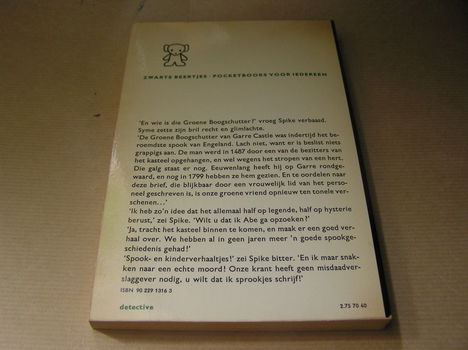 ZWARTE BEERTJES · POCKETBOOKS VOOR IEDEREEN
'En wie is die Groene Boogschutter?' vroeg Spike verbaasd.
Syme zette zijn bril recht en glimlachte.
'De Groene Boogschutter van Garre Castle was indertijd het be-
roemdste spook van Engeland. Lach niet, want er is beslist niets
grappigs aan. De man werd in 1487 door een van de bezitters van
het kasteel opgehangen, en wel wegens het stropen van een hert.
Die galg staat er nog. Eeuwenlang heeft hij op Garre rondge-
waard, en nog in 1799 hebben ze hem gezien. En te oordelen naar
deze brief, die blijkbaar door een vrouwelijk lid van het perso-
neel geschreven is, is onze groene vriend opnieuw ten tonele ver-
schenen...'
'Ik heb zo'n idee dat het allemaal half op legende, half op hysterie
berust,' zei Spike. 'Wilt u dat ik Abe ga opzoeken?'
'Ja, tracht het kasteel binnen te komen, en maak er een goed ver-
haal over. We hebben al in geen jaren meer 'n goede spookge-
schiedenis gehad!'
'Spook- en kinderverhaaltjes!' zei Spike bitter. 'En ik maar snak-
ken naar een echte moord! Onze krant heeft geen misdaadver-
slaggever nodig, u wilt dat ik sprookjes schrijf!'
ISBN 90 229 1316 3
detective
2.75 70 40